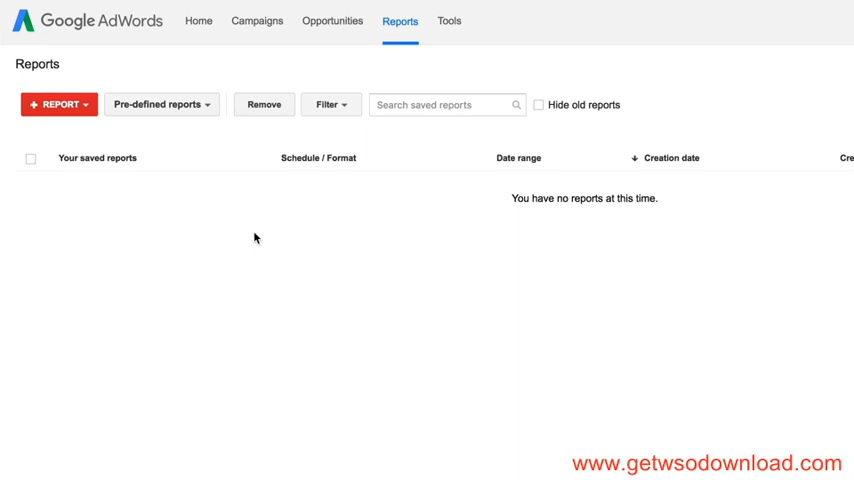 Google AdWords Home Campaigns Opportunities Reports Tools
Reports
+ REPORT Pre-defined reports Remove Filter Search saved reports Hide old reports
Your saved reports Schedule / Format Date range Creation date Cre
You have no reports at this time.
www.getwsodownload.com